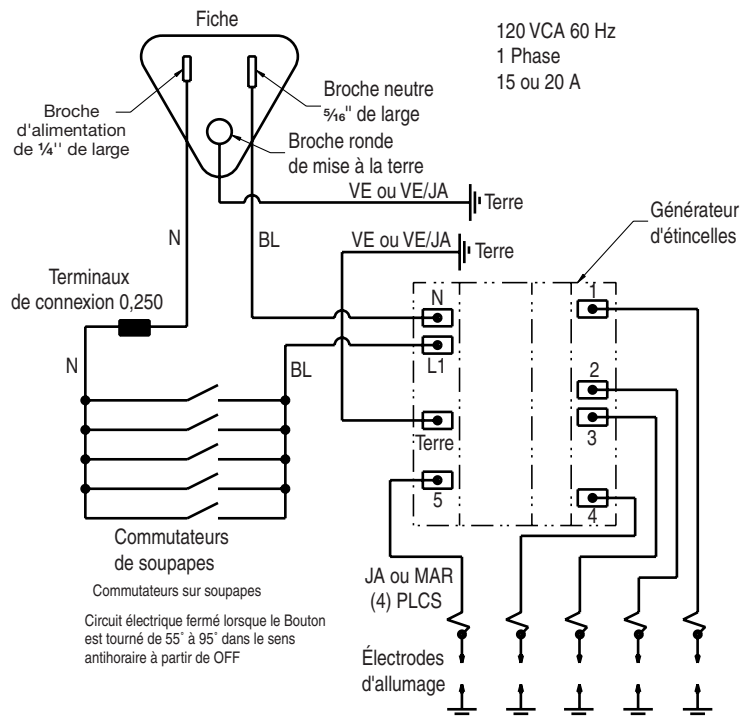 Fiche
120 VCA 60 Hz
1 Phase
15 ou 20 A
Broche
d'alimentation
de ¼'' de large
Broche neutre
5⁄16" de large
Broche ronde
de mise à la terre
VE ou VE/JA
Terre
N
BL
VE ou VE/JA
Terre
Générateur
d'étincelles
Terminaux
de connexion 0,250
N
BL
N
L1
Terre
5
1
2
3
4
Commutateurs
de soupapes
Commutateurs sur soupapes
Circuit électrique fermé lorsque le Bouton
est tourné de 55˚ à 95˚ dans le sens
antihoraire à partir de OFF
JA ou MAR
(4) PLCS
Électrodes
d'allumage